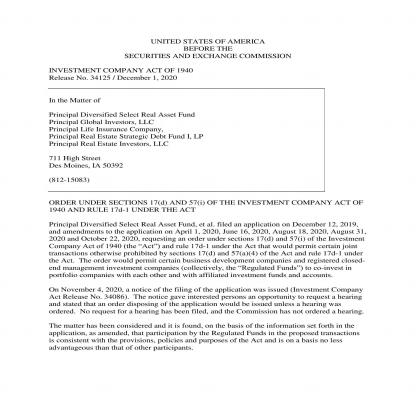 UNITED STATES OF AMERICA
BEFORE THE
SECURITIES AND EXCHANGE COMMISSION
INVESTMENT COMPANY ACT OF 1940
Release No. 34125 / December 1, 2020
In the Matter of
Principal Diversified Select Real Asset Fund
Principal Global Investors, LLC
Principal Life Insurance Company,
Principal Real Estate Strategic Debt Fund I, LP
Principal Real Estate Investors, LLC
711 High Street
Des Moines, IA 50392
(812-15083)
ORDER UNDER SECTIONS 17(d) AND 57(i) OF THE INVESTMENT COMPANY ACT OF
1940 AND RULE 17d-1 UNDER THE ACT
Principal Diversified Select Real Asset Fund, et al. filed an application on December 12, 2019,
and amendments to the application on April 1, 2020, June 16, 2020, August 18, 2020, August 31,
2020 and October 22, 2020, requesting an order under sections 17(d) and 57(i) of the Investment
Company Act of 1940 (the “Act”) and rule 17d-1 under the Act that would permit certain joint
transactions otherwise prohibited by sections 17(d) and 57(a)(4) of the Act and rule 17d-1 under
the Act. The order would permit certain business development companies and registered closed-
end management investment companies (collectively, the “Regulated Funds”) to co-invest in
portfolio companies with each other and with affiliated investment funds and accounts.
On November 4, 2020, a notice of the filing of the application was issued (Investment Company
Act Release No. 34086). The notice gave interested persons an opportunity to request a hearing
and stated that an order disposing of the application would be issued unless a hearing was
ordered. No request for a hearing has been filed, and the Commission has not ordered a hearing.
The matter has been considered and it is found, on the basis of the information set forth in the
application, as amended, that participation by the Regulated Funds in the proposed transactions
is consistent with the provisions, policies and purposes of the Act and is on a basis no less
advantageous than that of other participants.